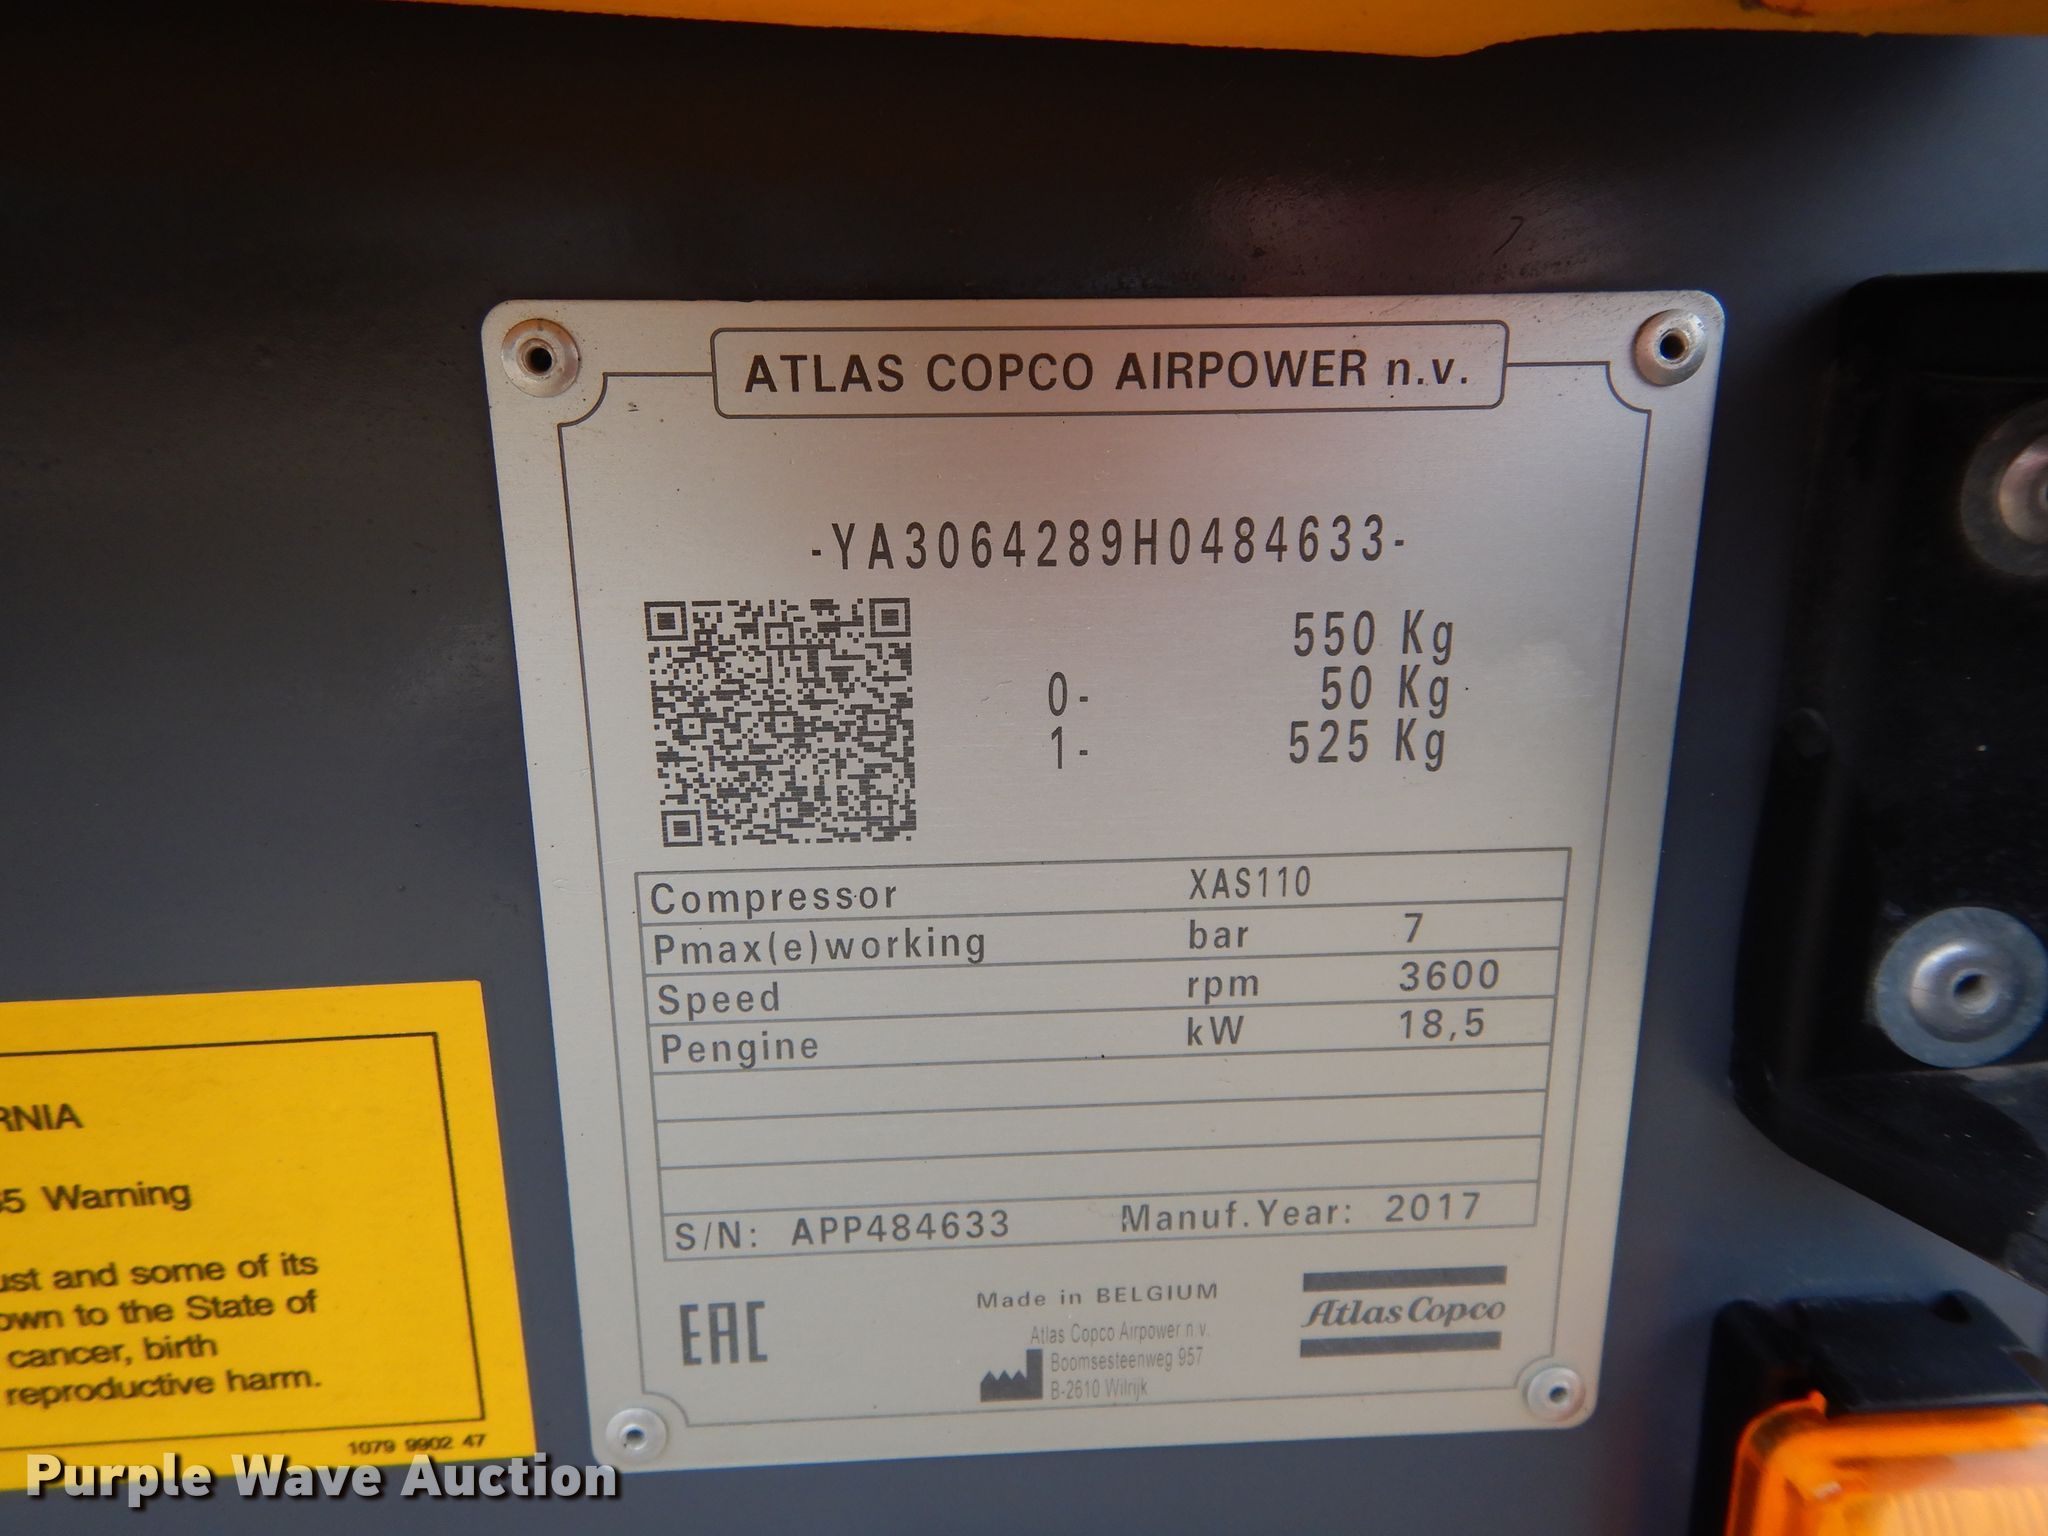 ATLAS COPCO AIRPOWER n.v.
-YA3064289H0484633-
550 Kg
0- 50 Kg
1- 525 Kg
Compressor XAS110
Pmax(e)working bar 7
Speed rpm 3600
Pengine kW 18,5
S/N: APP484633 Manuf.Year: 2017
EAC
Made in BELGIUM
Atlas Copco Airpower n.v.
Boomsesteenweg 957
B-2610 Wilrijk
Atlas Copco
RNIA
65 Warning
ust and some of its
own to the State of
cancer, birth
reproductive harm.
1079 9902 47
Purple Wave Auction